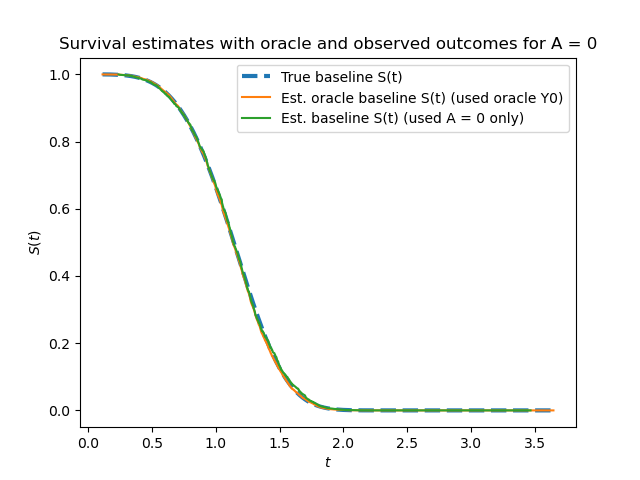 Survival estimates with oracle and observed outcomes for A = 0
True baseline S(t)
Est. oracle baseline S(t) (used oracle Y0)
Est. baseline S(t) (used A = 0 only)
S(t)
1.0
0.8
0.6
0.4
0.2
0.0
0.0 0.5 1.0 1.5 2.0 2.5 3.0 3.5
t